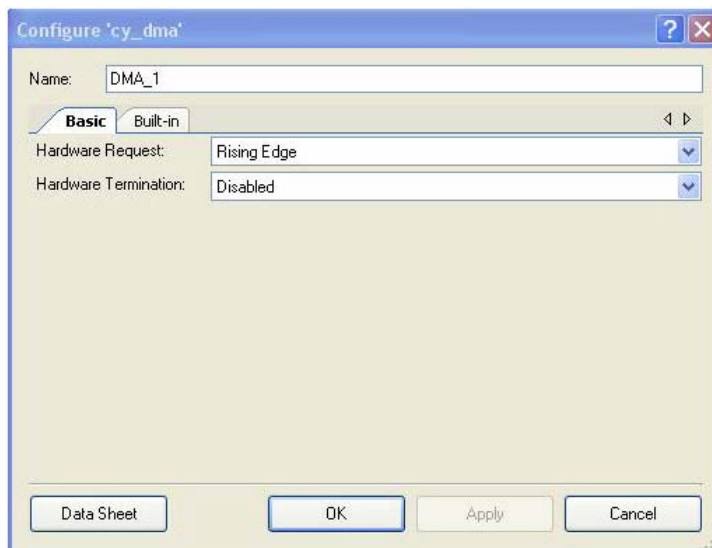 Configure 'cy_dma'
Name: DMA_1
Basic Built-in
Hardware Request: Rising Edge
Hardware Termination: Disabled
Data Sheet OK Apply Cancel